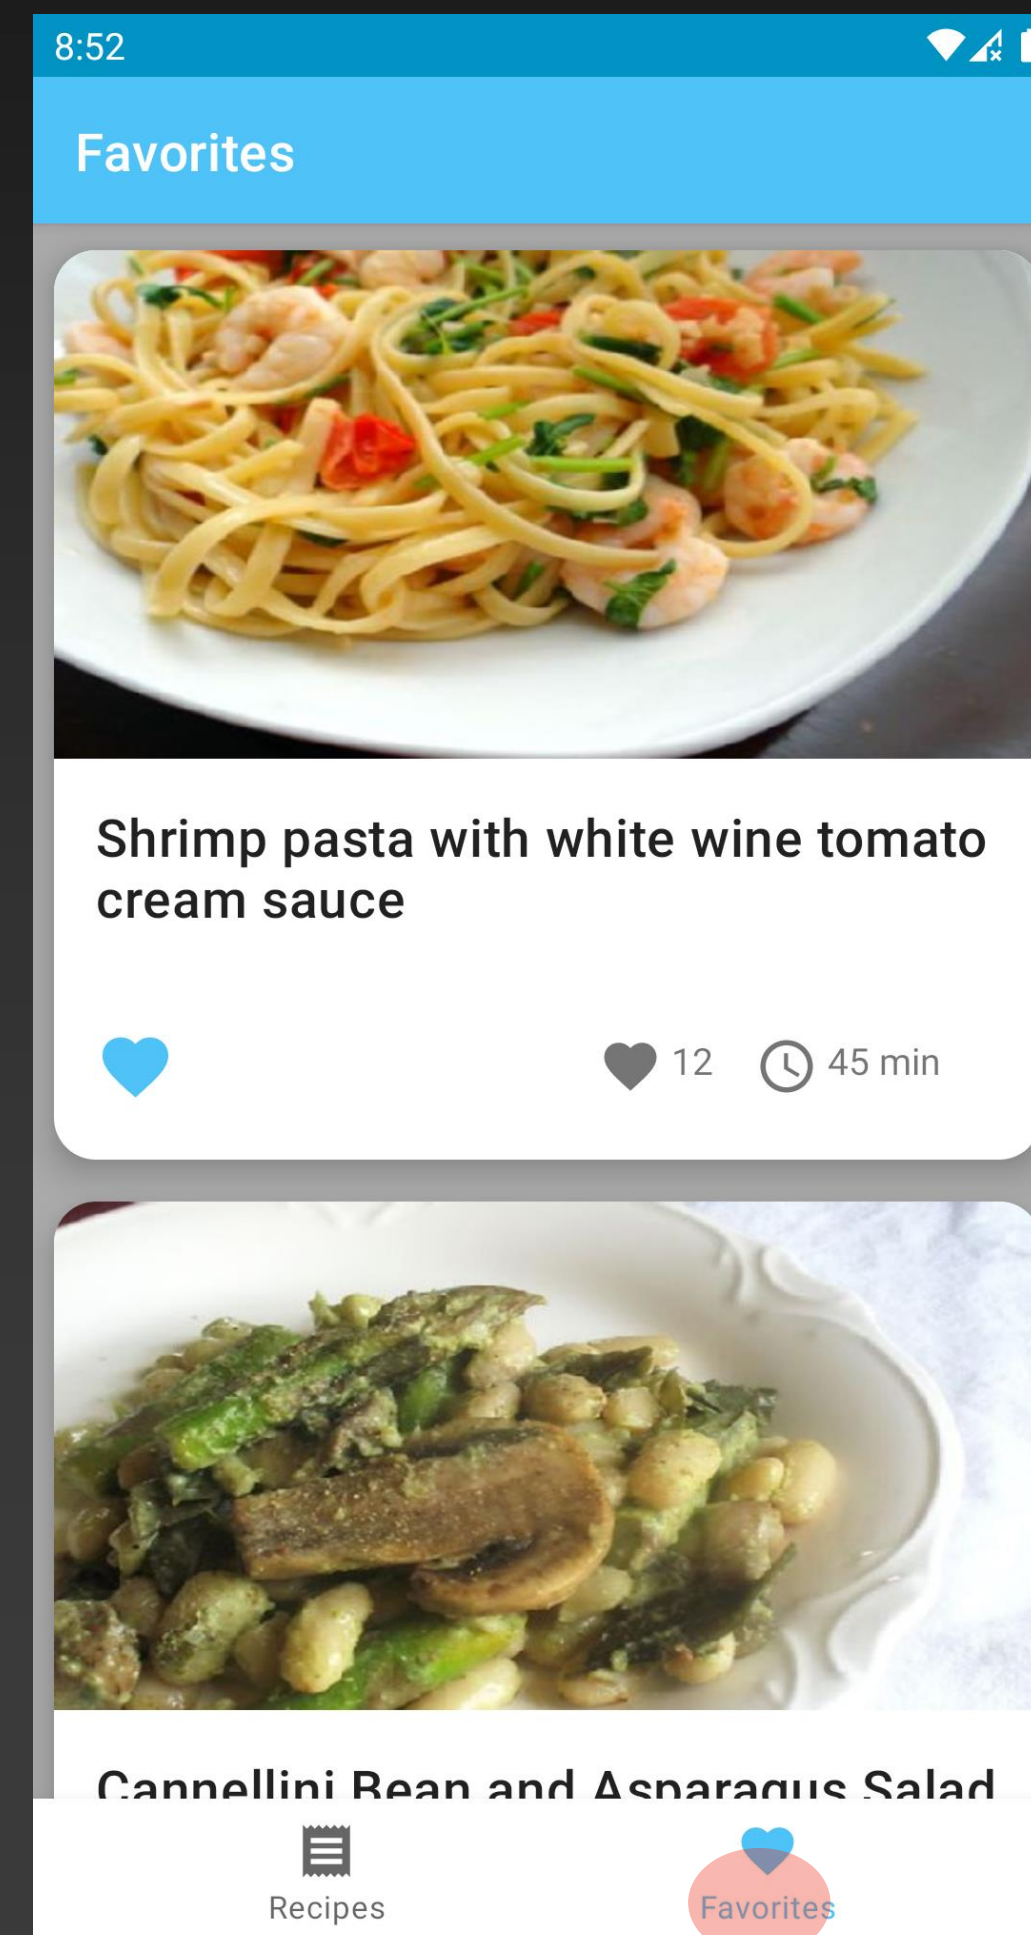 8:52
Favorites
Shrimp pasta with white wine tomato
cream sauce
12
45 min
Cannellini Bean and Asparagus Salad
Recipes
Favorites